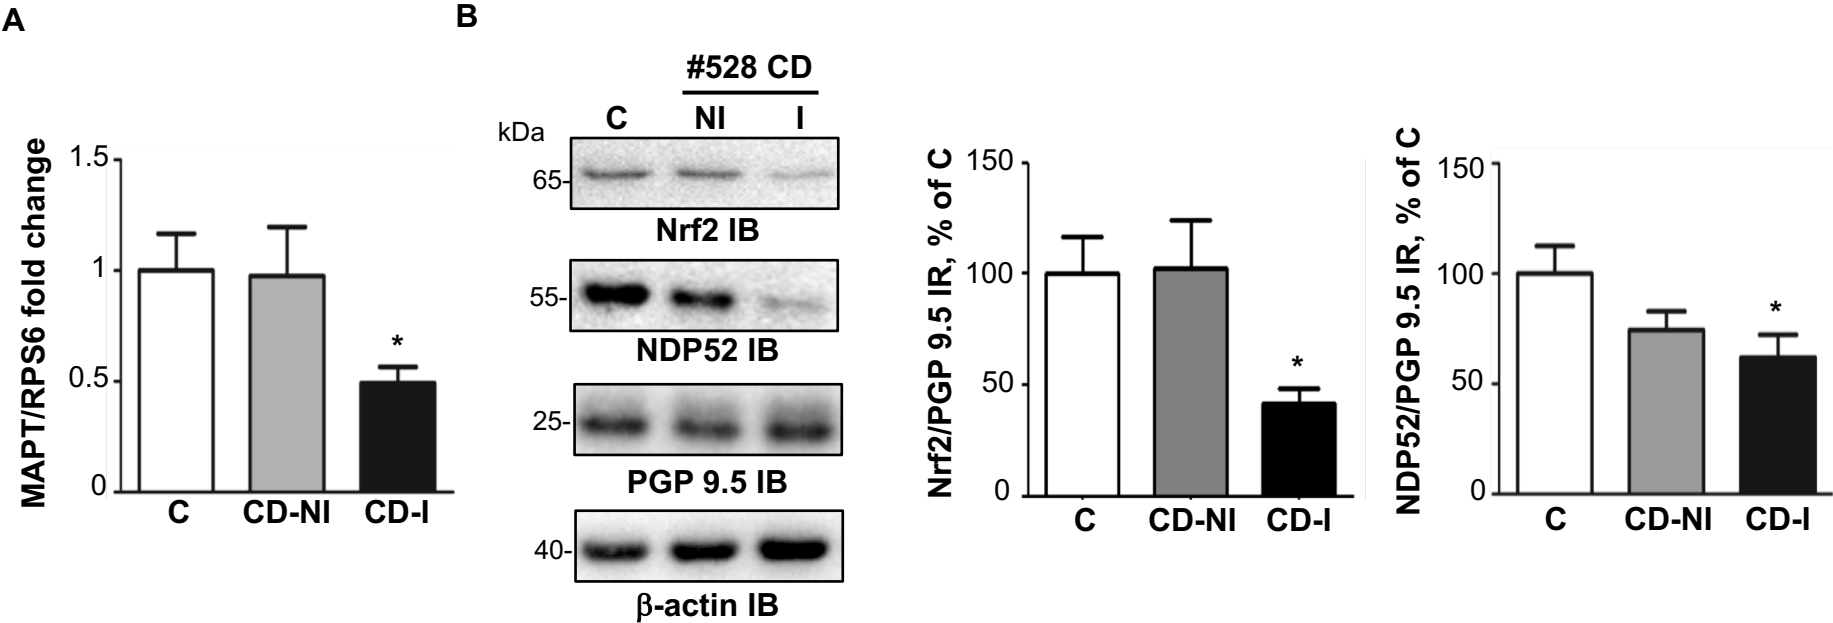 A
MAPT/RPS6 fold change
1.5
1
0.5
0
*
C CD-NI CD-I
B
#528 CD
kDa C NI I
65-
Nrf2 IB
55-
NDP52 IB
25-
PGP 9.5 IB
40-
β-actin IB
Nrf2/PGP 9.5 IR, % of C
150
100
50
0
*
C CD-NI CD-I
NDP52/PGP 9.5 IR, % of C
150
100
50
0
*
C CD-NI CD-I